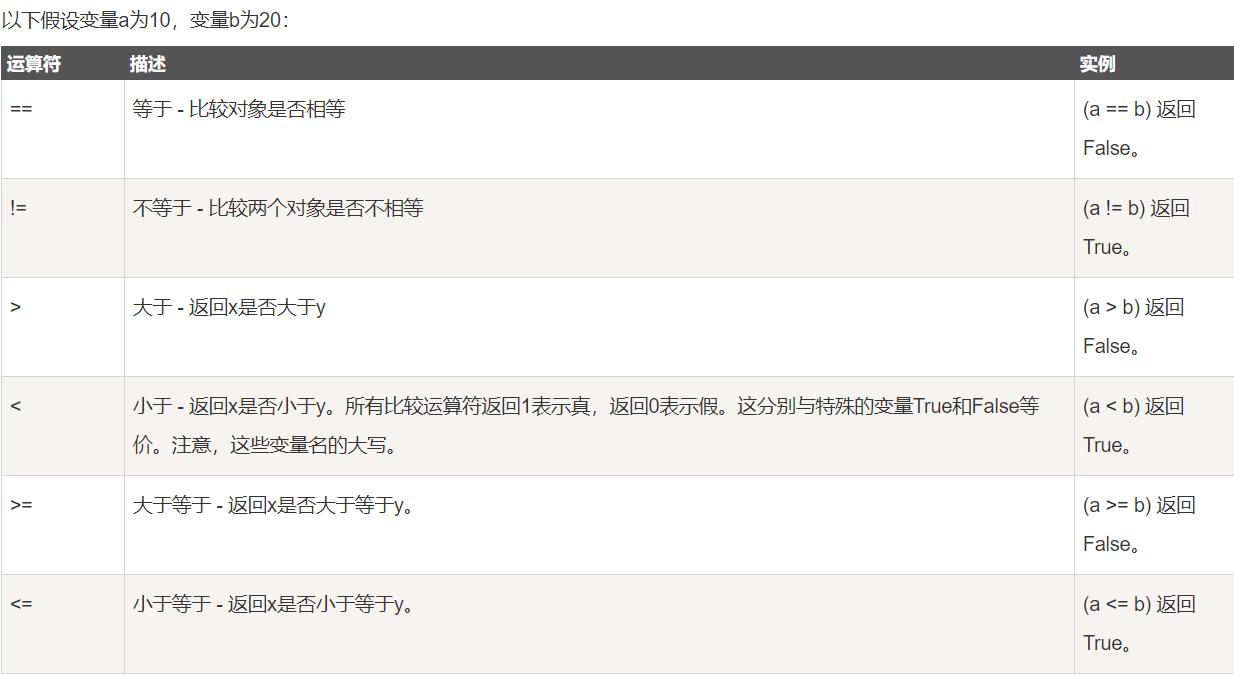 以下假设变量a为10，变量b为20：
运算符 描述 实例
== 等于 - 比较对象是否相等 (a == b) 返回
False。
!= 不等于 - 比较两个对象是否不相等 (a != b) 返回
True。
> 大于 - 返回x是否大于y (a > b) 返回
False。
< 小于 - 返回x是否小于y。所有比较运算符返回1表示真，返回0表示假。这分别与特殊的变量True和False等 (a < b) 返回
价。注意，这些变量名的大写。 True。
>= 大于等于 - 返回x是否大于等于y。 (a >= b) 返回
False。
<= 小于等于 - 返回x是否小于等于y。 (a <= b) 返回
True。